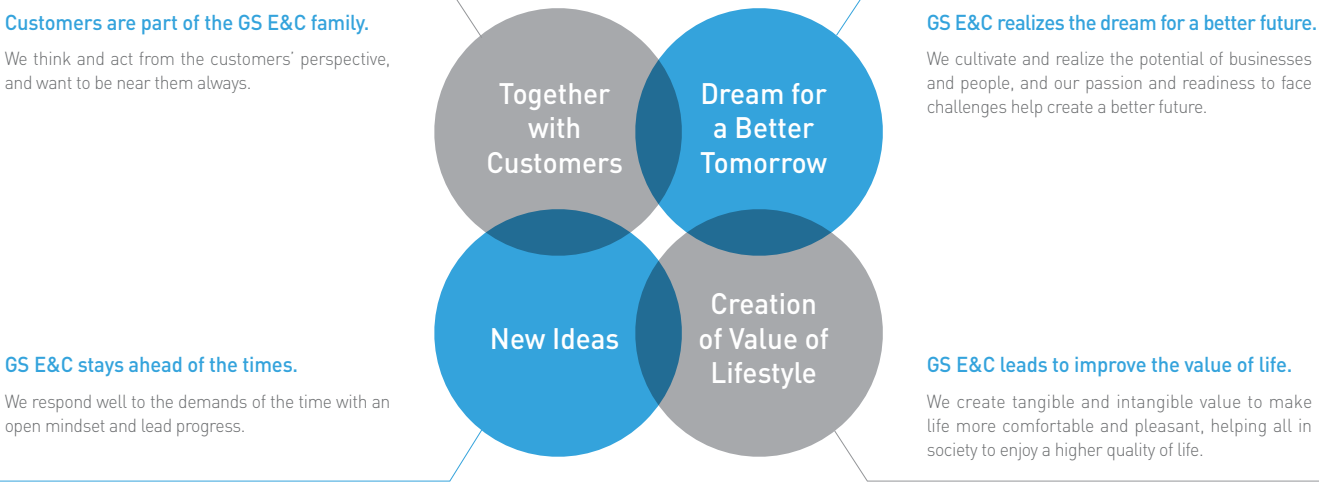 Customers are part of the GS E&C family.
We think and act from the customers' perspective,
and want to be near them always.
Together
with
Customers
Dream for
a Better
Tomorrow
GS E&C realizes the dream for a better future.
We cultivate and realize the potential of businesses
and people, and our passion and readiness to face
challenges help create a better future.
GS E&C stays ahead of the times.
We respond well to the demands of the time with an
open mindset and lead progress.
New Ideas
Creation
of Value of
Lifestyle
GS E&C leads to improve the value of life.
We create tangible and intangible value to make
life more comfortable and pleasant, helping all in
society to enjoy a higher quality of life.